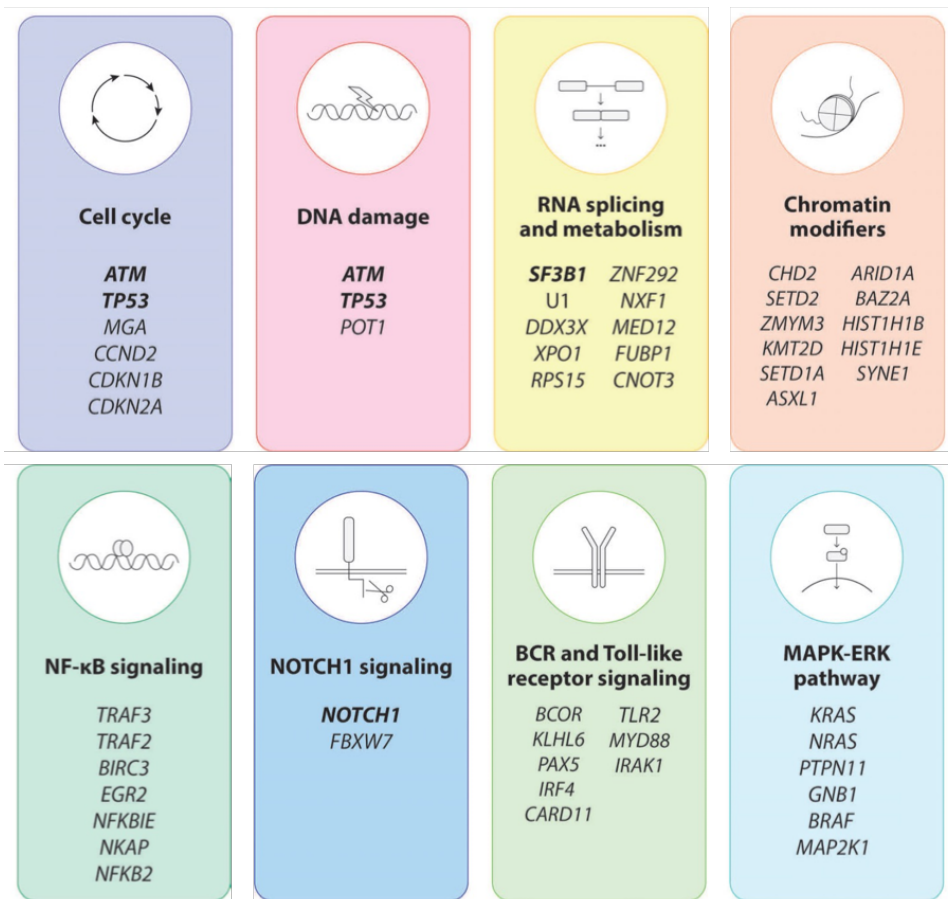 Cell cycle
ATM
TP53
MGA
CCND2
CDKN1B
CDKN2A
DNA damage
ATM
TP53
POT1
RNA splicing
and metabolism
SF3B1 ZNF292
U1 NXF1
DDX3X MED12
XPO1 FUBP1
RPS15 CNOT3
...
Chromatin
modifiers
CHD2 ARID1A
SETD2 BAZ2A
ZMYM3 HIST1H1B
KMT2D HIST1H1E
SETD1A SYNE1
ASXL1
NF-κB signaling
TRAF3
TRAF2
BIRC3
EGR2
NFKBIE
NKAP
NFKB2
NOTCH1 signaling
NOTCH1
FBXW7
BCR and Toll-like
receptor signaling
BCOR TLR2
KLHL6 MYD88
PAX5 IRAK1
IRF4
CARD11
MAPK-ERK
pathway
KRAS
NRAS
PTPN11
GNB1
BRAF
MAP2K1